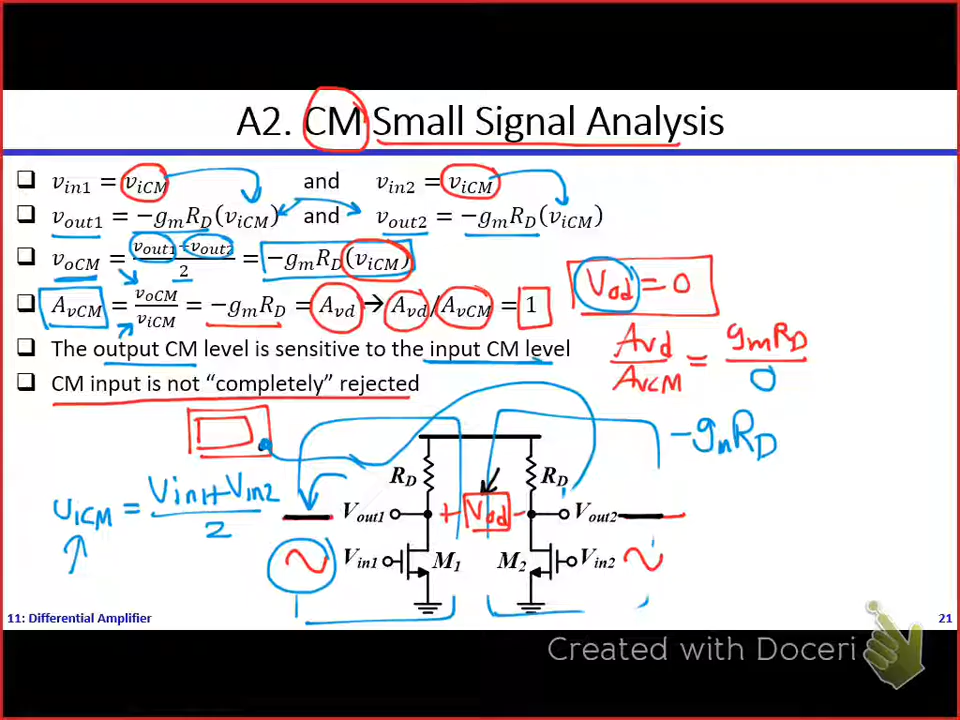 A2. CM Small Signal Analysis
❑ v_in1 = v_iCM and v_in2 = v_iCM
❑ v_out1 = −g_m R_D(v_iCM) and v_out2 = −g_m R_D(v_iCM)
❑ v_oCM = (v_out1 + v_out2)/2 = −g_m R_D(v_iCM)
❑ A_vCM = v_oCM/v_iCM = −g_m R_D = A_vd → A_vd/A_vCM = 1
❑ The output CM level is sensitive to the input CM level
❑ CM input is not “completely” rejected
V_od = 0
A_vd/A_vCM = g_m R_D/0
−g_m R_D
v_iCM = (V_in1 + V_in2)/2
R_D R_D
V_out1 + V_od − V_out2
V_in1 M_1 M_2 V_in2
11: Differential Amplifier 21
Created with Doceri